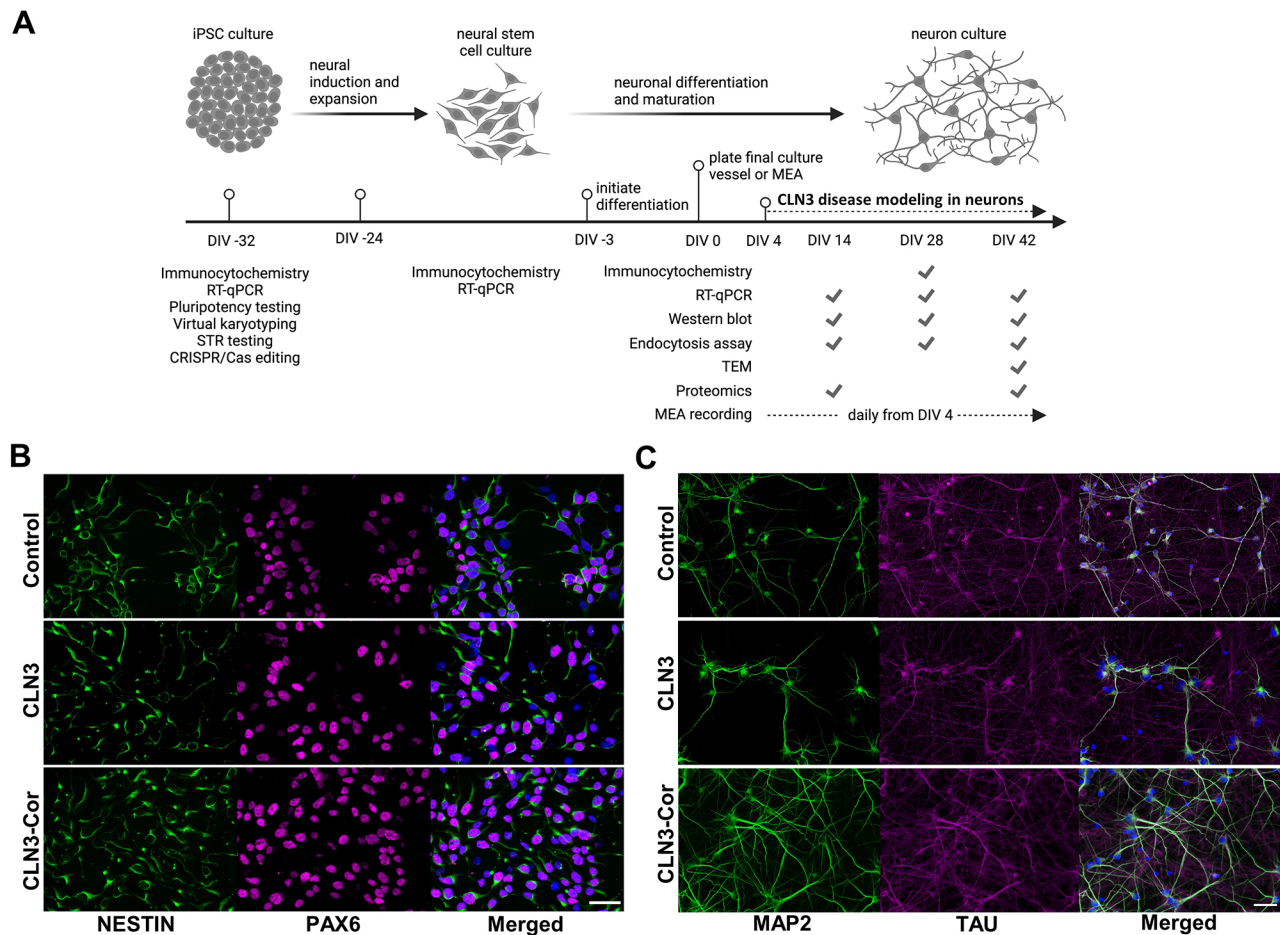 A
iPSC culture
neural
induction and
expansion
neural stem
cell culture
neuronal differentiation
and maturation
neuron culture
plate final culture
vessel or MEA
initiate
differentiation
CLN3 disease modeling in neurons
DIV -32
DIV -24
DIV -3
DIV 0
DIV 4
DIV 14
DIV 28
DIV 42
Immunocytochemistry
RT-qPCR
Pluripotency testing
Virtual karyotyping
STR testing
CRISPR/Cas editing
Immunocytochemistry
RT-qPCR
Immunocytochemistry
RT-qPCR
Western blot
Endocytosis assay
TEM
Proteomics
MEA recording
daily from DIV 4
B
Control
CLN3
CLN3-Cor
NESTIN
PAX6
Merged
C
Control
CLN3
CLN3-Cor
MAP2
TAU
Merged